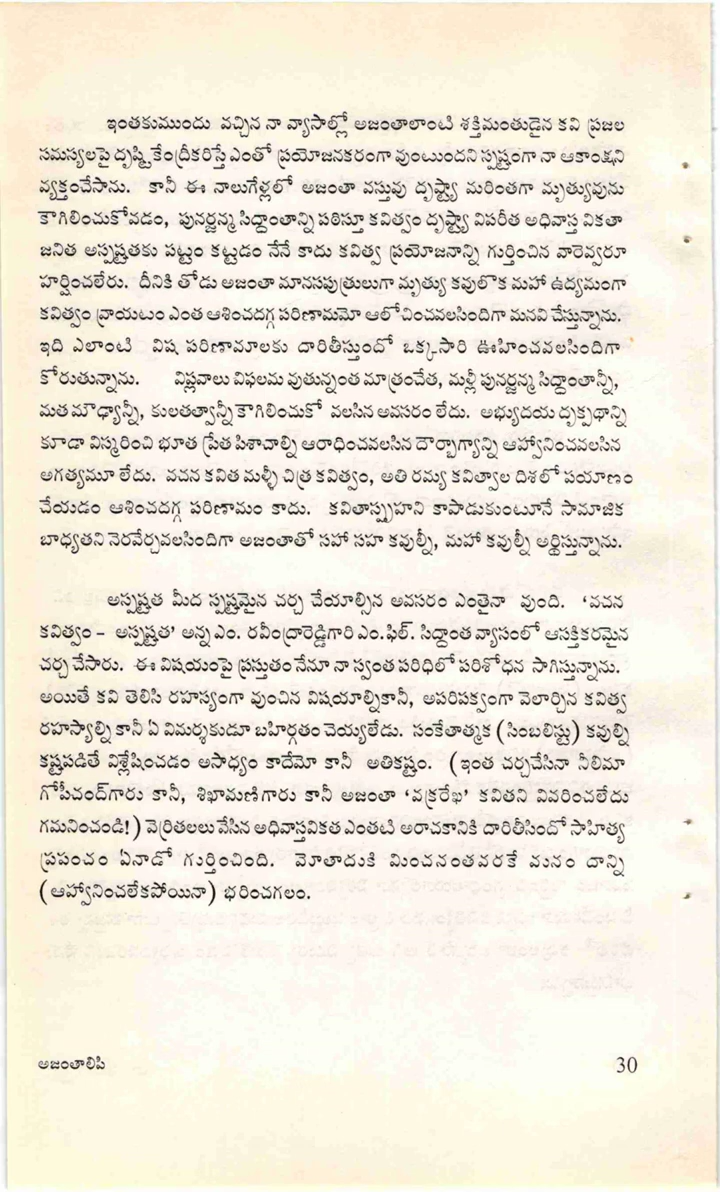 ఇంతకుముందు వచ్చిన నా వ్యాసాల్లో అజంతాలాంటి శక్తిమంతుడైన కవి ప్రజల
సమస్యలపై దృష్టి కేంద్రీకరిస్తే ఎంతో ప్రయోజనకరంగా వుంటుందని స్పష్టంగా నా ఆకాంక్షని
వ్యక్తంచేసాను. కానీ ఈ నాలుగేళ్లలో అజంతా వస్తువు దృష్ట్యా మరింతగా మృత్యువును
కౌగిలించుకోవడం, పునర్జన్మ సిద్ధాంతాన్ని పఠిస్తూ కవిత్వం దృష్ట్యా విపరీత అధివాస్త వికతా
జనిత అస్పష్టతకు పట్టం కట్టడం నేనే కాదు కవిత్వ ప్రయోజనాన్ని గుర్తించిన వారెవ్వరూ
హర్షించలేరు. దీనికి తోడు అజంతా మానసపుత్రులుగా మృత్యు కవులొక మహా ఉద్యమంగా
కవిత్వం వ్రాయటం ఎంత ఆశించదగ్గ పరిణామమో ఆలోచించవలసిందిగా మనవి చేస్తున్నాను.
ఇది ఎలాంటి విష పరిణామాలకు దారితీస్తుందో ఒక్కసారి ఊహించవలసిందిగా
కోరుతున్నాను. విప్లవాలు విఫలమ వుతున్నంత మాత్రంచేత, మళ్లీ పునర్జన్మ సిద్ధాంతాన్నీ,
మత మౌఢ్యాన్నీ, కులతత్వాన్నీ కౌగిలించుకో వలసిన అవసరం లేదు. అభ్యుదయ దృక్పథాన్ని
కూడా విస్మరించి భూత ప్రేత పిశాచాల్ని ఆరాధించవలసిన దౌర్భాగ్యాన్ని ఆహ్వానించవలసిన
అగత్యమూ లేదు. వచన కవిత మళ్ళీ చిత్ర కవిత్వం, అతి రమ్య కవిత్వాల దిశలో పయాణం
చేయడం ఆశించదగ్గ పరిణామం కాదు. కవితాస్పృహని కాపాడుకుంటూనే సామాజిక
బాధ్యతని నెరవేర్చవలసిందిగా అజంతాతో సహా సహ కవుల్నీ, మహా కవుల్నీ అర్థిస్తున్నాను.
అస్పష్టత మీద స్పష్టమైన చర్చ చేయాల్సిన అవసరం ఎంతైనా వుంది. ‘వచన
కవిత్వం – అస్పష్టత’ అన్న ఎం. రవీంద్రారెడ్డిగారి ఎం.ఫిల్. సిద్ధాంత వ్యాసంలో ఆసక్తికరమైన
చర్చ చేసారు. ఈ విషయంపై ప్రస్తుతం నేనూ నా స్వంత పరిధిలో పరిశోధన సాగిస్తున్నాను.
అయితే కవి తెలిసి రహస్యంగా వుంచిన విషయాల్నికానీ, అపరిపక్వంగా వెలార్చిన కవిత్వ
రహస్యాల్ని కానీ ఏ విమర్శకుడూ బహిర్గతం చెయ్యలేడు. సంకేతాత్మక (సింబలిస్టు) కవుల్ని
కష్టపడితే విశ్లేషించడం అసాధ్యం కాదేమో కానీ అతికష్టం. (ఇంత చర్చచేసినా నీలిమా
గోపీచంద్‌గారు కానీ, శిఖామణిగారు కానీ అజంతా ‘వక్రరేఖ’ కవితని వివరించలేదు
గమనించండి!) వెర్రితలలు వేసిన అధివాస్తవికత ఎంతటి అరాచకానికి దారితీసిందో సాహిత్య
ప్రపంచం ఏనాడో గుర్తించింది. మోతాదుకి మించనంతవరకే మనం దాన్ని
(ఆహ్వానించలేకపోయినా) భరించగలం.
అజంతాలిపి
30